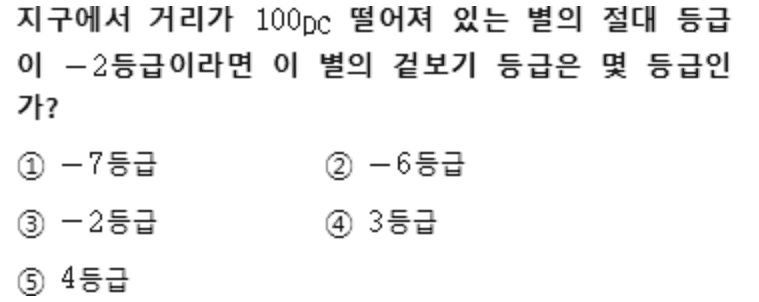 지구에서 거리가 100pc 떨어져 있는 별의 절대 등급
이 -2등급이라면 이 별의 겉보기 등급은 몇 등급인
가?
① -7등급 ② -6등급
③ -2등급 ④ 3등급
⑤ 4등급